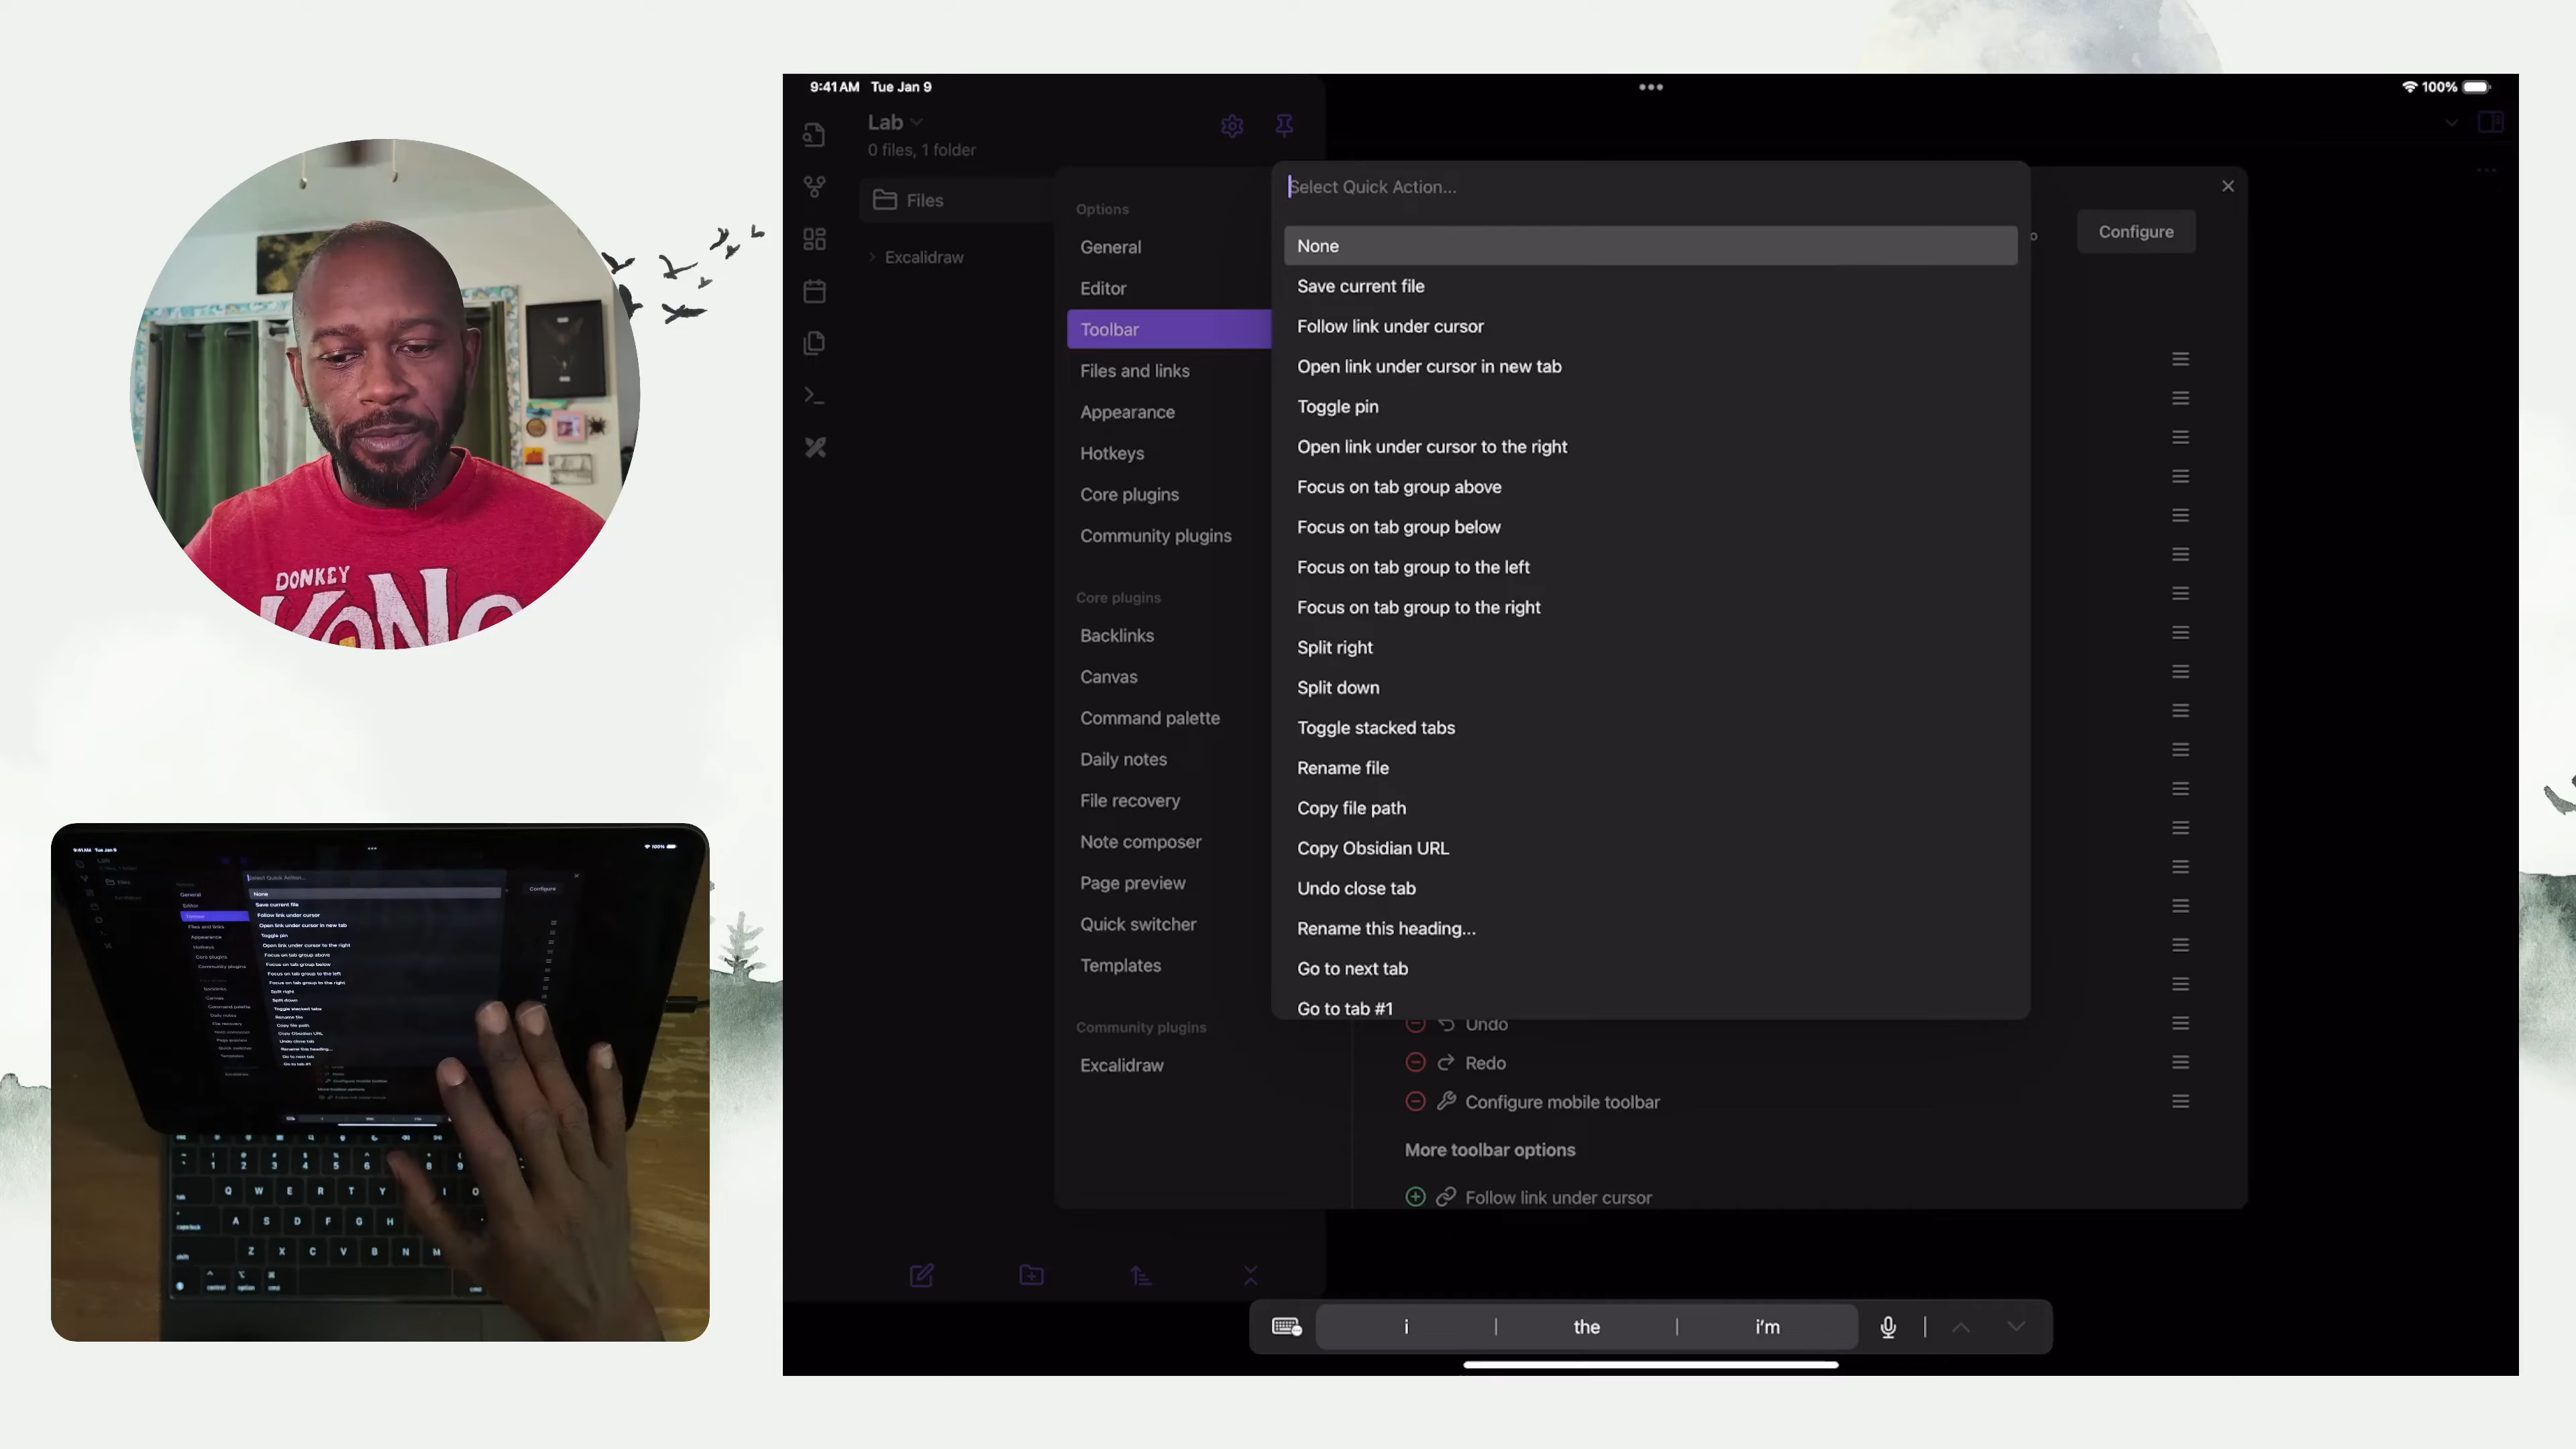 DONKEY
KONG
9:41 AM Tue Jan 9
100%
Lab
0 files, 1 folder
Files
Excalidraw
Options
General
Editor
Toolbar
Files and links
Appearance
Hotkeys
Core plugins
Community plugins
Core plugins
Backlinks
Canvas
Command palette
Daily notes
File recovery
Note composer
Page preview
Quick switcher
Templates
Community plugins
Excalidraw
Select Quick Action...
Configure
None
Save current file
Follow link under cursor
Open link under cursor in new tab
Toggle pin
Open link under cursor to the right
Focus on tab group above
Focus on tab group below
Focus on tab group to the left
Focus on tab group to the right
Split right
Split down
Toggle stacked tabs
Rename file
Copy file path
Copy Obsidian URL
Undo close tab
Rename this heading...
Go to next tab
Go to tab #1
Undo
Redo
Configure mobile toolbar
More toolbar options
Follow link under cursor
i the i'm